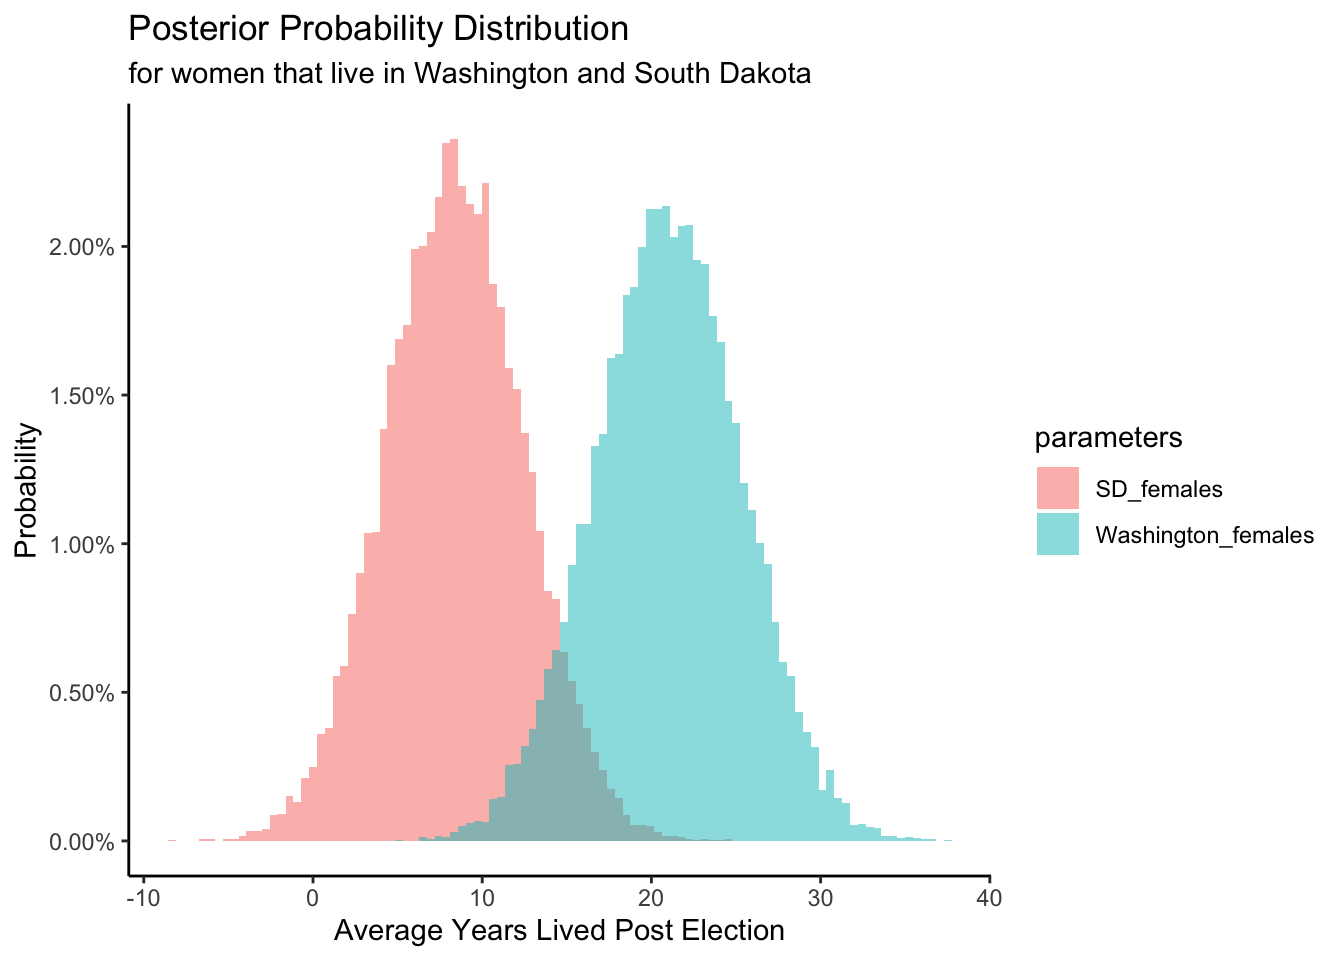 Posterior Probability Distribution
for women that live in Washington and South Dakota
Probability
2.00%
1.50%
1.00%
0.50%
0.00%
-10 0 10 20 30 40
Average Years Lived Post Election
parameters
SD_females
Washington_females